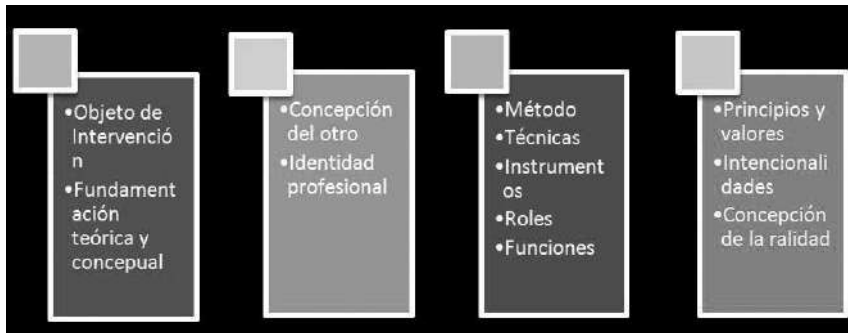 •Objeto de
Intervenció
n
•Fundament
ación
teórica y
concepual
•Concepción
del otro
•Identidad
profesional
•Método
•Técnicas
•Instrument
os
•Roles
•Funciones
•Principios y
valores
•Intencionali
dades
•Concepción
de la ralidad